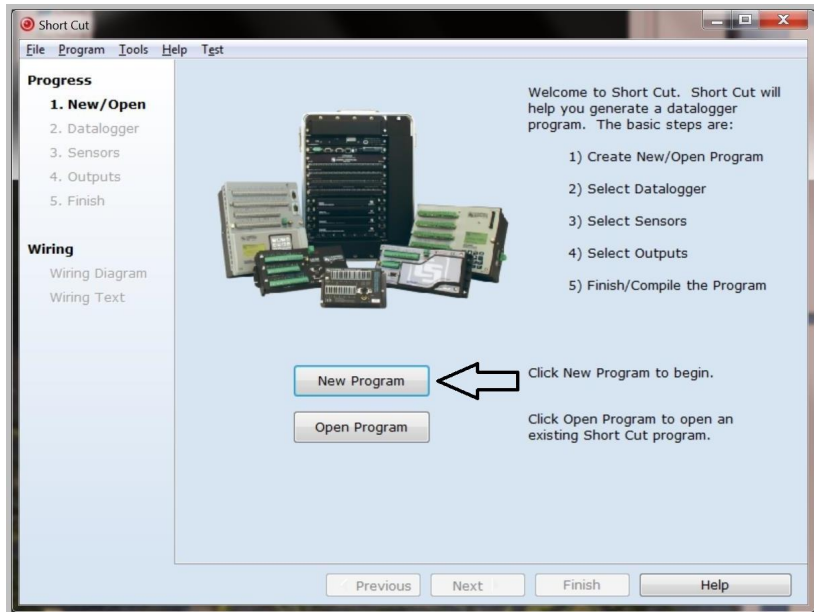 Short Cut
File Program Tools Help Test
Progress
1. New/Open
2. Datalogger
3. Sensors
4. Outputs
5. Finish
Wiring
Wiring Diagram
Wiring Text
Welcome to Short Cut. Short Cut will
help you generate a datalogger
program. The basic steps are:
1) Create New/Open Program
2) Select Datalogger
3) Select Sensors
4) Select Outputs
5) Finish/Compile the Program
New Program
Click New Program to begin.
Open Program
Click Open Program to open an
existing Short Cut program.
Previous
Next
Finish
Help